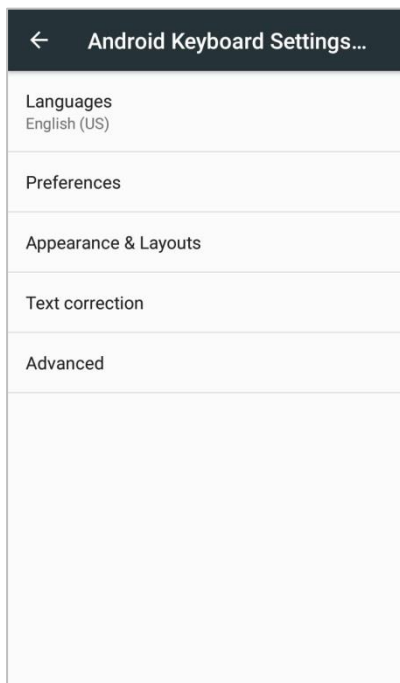 Android Keyboard Settings...
Languages
English (US)
Preferences
Appearance & Layouts
Text correction
Advanced